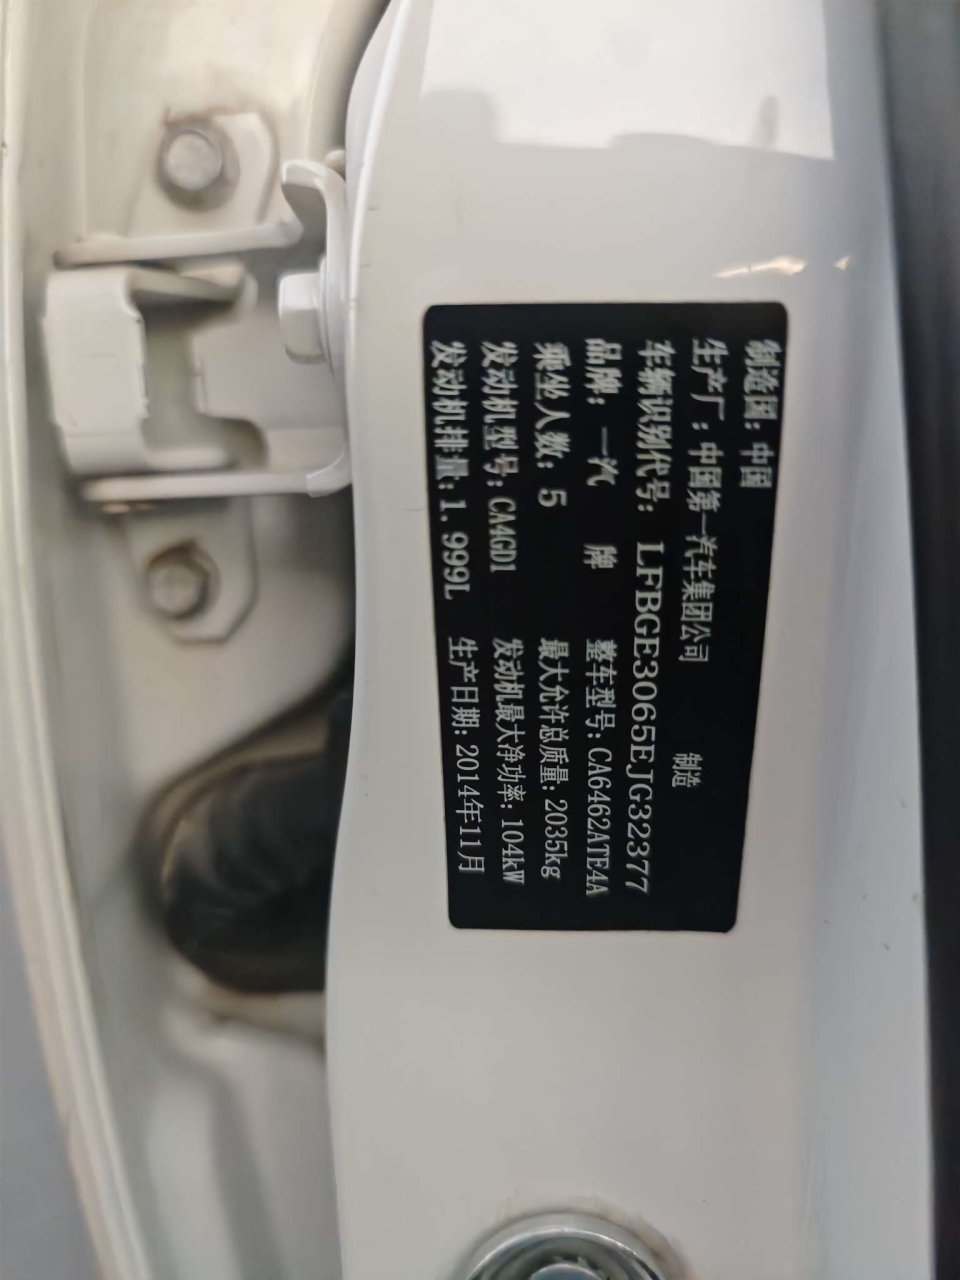 制造国：中国
生产厂：中国第一汽车集团公司 制造
车辆识别代号：LFBGE3065EJG32377
品牌：一汽 牌 整车型号：CA6462ATE4A
乘坐人数：5 最大允许总质量：2035kg
发动机型号：CA4GD1 发动机最大净功率：104kW
发动机排量：1.999L 生产日期：2014年11月